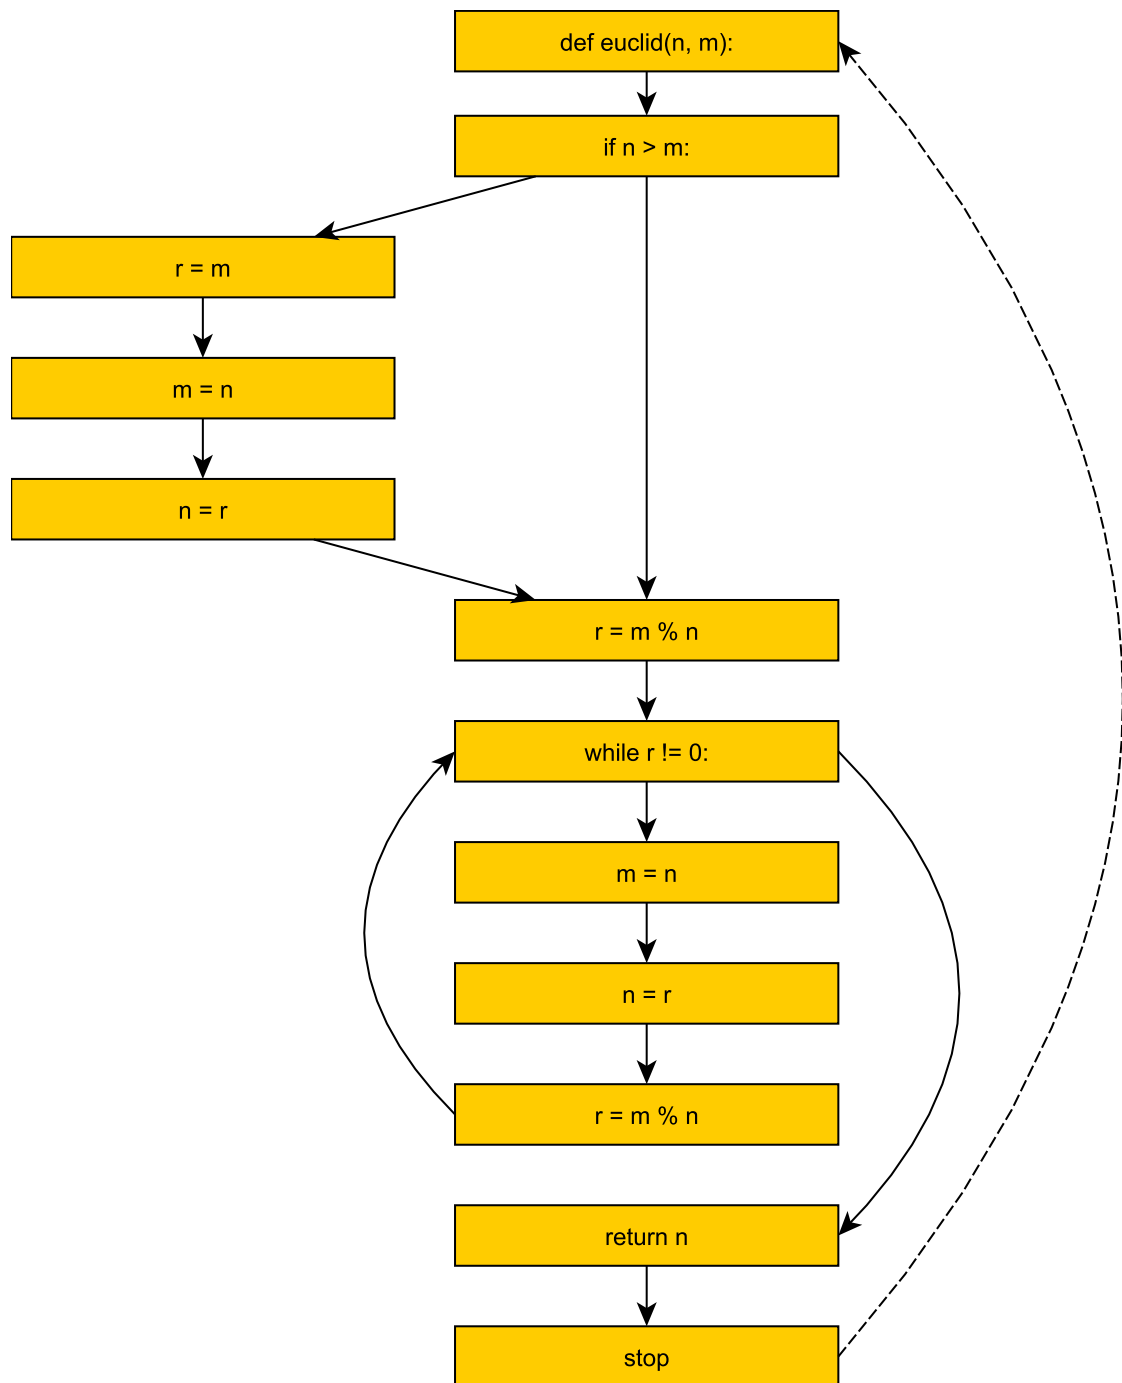 def euclid(n, m):
if n > m:
r = m
m = n
n = r
r = m % n
while r != 0:
m = n
n = r
r = m % n
return n
stop